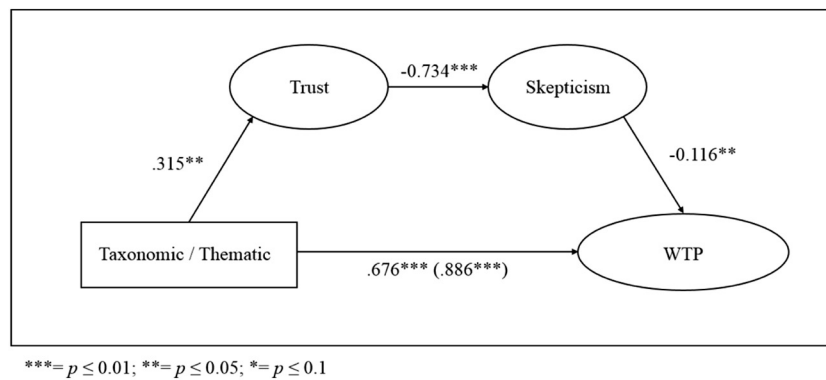 Trust
-0.734***
Skepticism
.315**
-0.116**
Taxonomic / Thematic
.676*** (.886***)
WTP
***= p ≤ 0.01; **= p ≤ 0.05; *= p ≤ 0.1